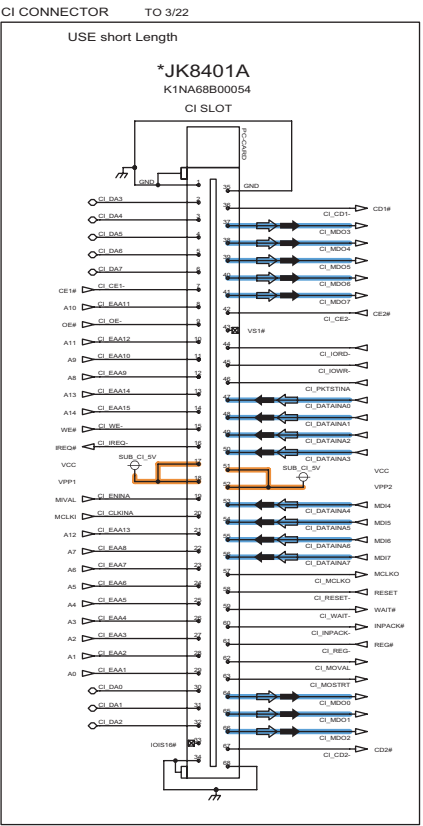 CI CONNECTOR TO 3/22
USE short Length
*JK8401A
K1NA68B00054
CI SLOT
PC-CARD
GND 1
CI_DA3 2
CI_DA4 3
CI_DA5 4
CI_DA6 5
CI_DA7 6
CE1# CI_CE1- 7
A10 CI_EAA11 8
OE# CI_OE- 9
A11 CI_EAA12 10
A9 CI_EAA10 11
A8 CI_EAA9 12
A13 CI_EAA14 13
A14 CI_EAA15 14
WE# CI_WE- 15
IREQ# CI_IREQ- 16
SUB_CI_5V
VCC 17
VPP1 18
MIVAL CI_ENINA 19
MCLKI CI_CLKINA 20
A12 CI_EAA13 21
A7 CI_EAA8 22
A6 CI_EAA7 23
A5 CI_EAA6 24
A4 CI_EAA5 25
A3 CI_EAA4 26
A2 CI_EAA3 27
A1 CI_EAA2 28
A0 CI_EAA1 29
CI_DA0 30
CI_DA1 31
CI_DA2 32
IOIS16# 33
34
35 GND
36 CI_CD1- CD1#
37 CI_MDO3
38 CI_MDO4
39 CI_MDO5
40 CI_MDO6
41 CI_MDO7
42 CI_CE2- CE2#
43 VS1#
44 CI_IORD-
45 CI_IOWR-
46 CI_PKTSTINA
47 CI_DATAINA0
48 CI_DATAINA1
49 CI_DATAINA2
50 CI_DATAINA3
51 SUB_CI_5V VCC
52 VPP2
53 CI_DATAINA4 MDI4
54 CI_DATAINA5 MDI5
55 CI_DATAINA6 MDI6
56 CI_DATAINA7 MDI7
57 CI_MCLKO MCLKO
58 CI_RESET- RESET
59 CI_WAIT- WAIT#
60 CI_INPACK- INPACK#
61 CI_REG- REG#
62 CI_MOVAL
63 CI_MOSTRT
64 CI_MDO0
65 CI_MDO1
66 CI_MDO2
67 CI_CD2- CD2#
68